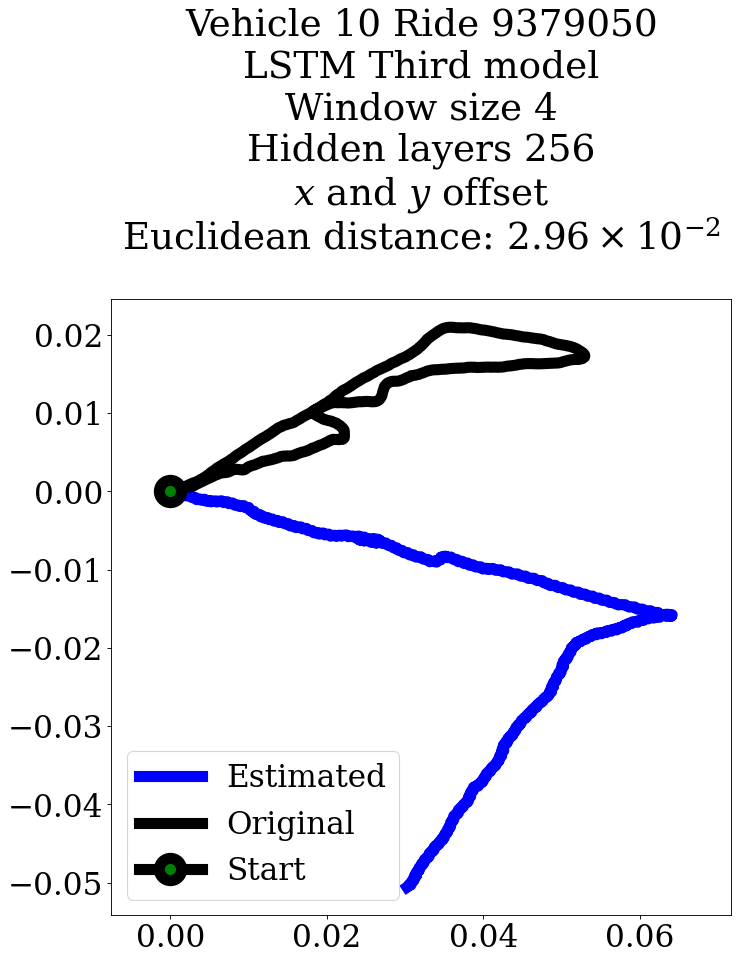 Vehicle 10 Ride 9379050
LSTM Third model
Window size 4
Hidden layers 256
x and y offset
Euclidean distance: 2.96 × 10⁻²
0.02
0.01
0.00
−0.01
−0.02
−0.03
−0.04
−0.05
Estimated
Original
Start
0.00 0.02 0.04 0.06